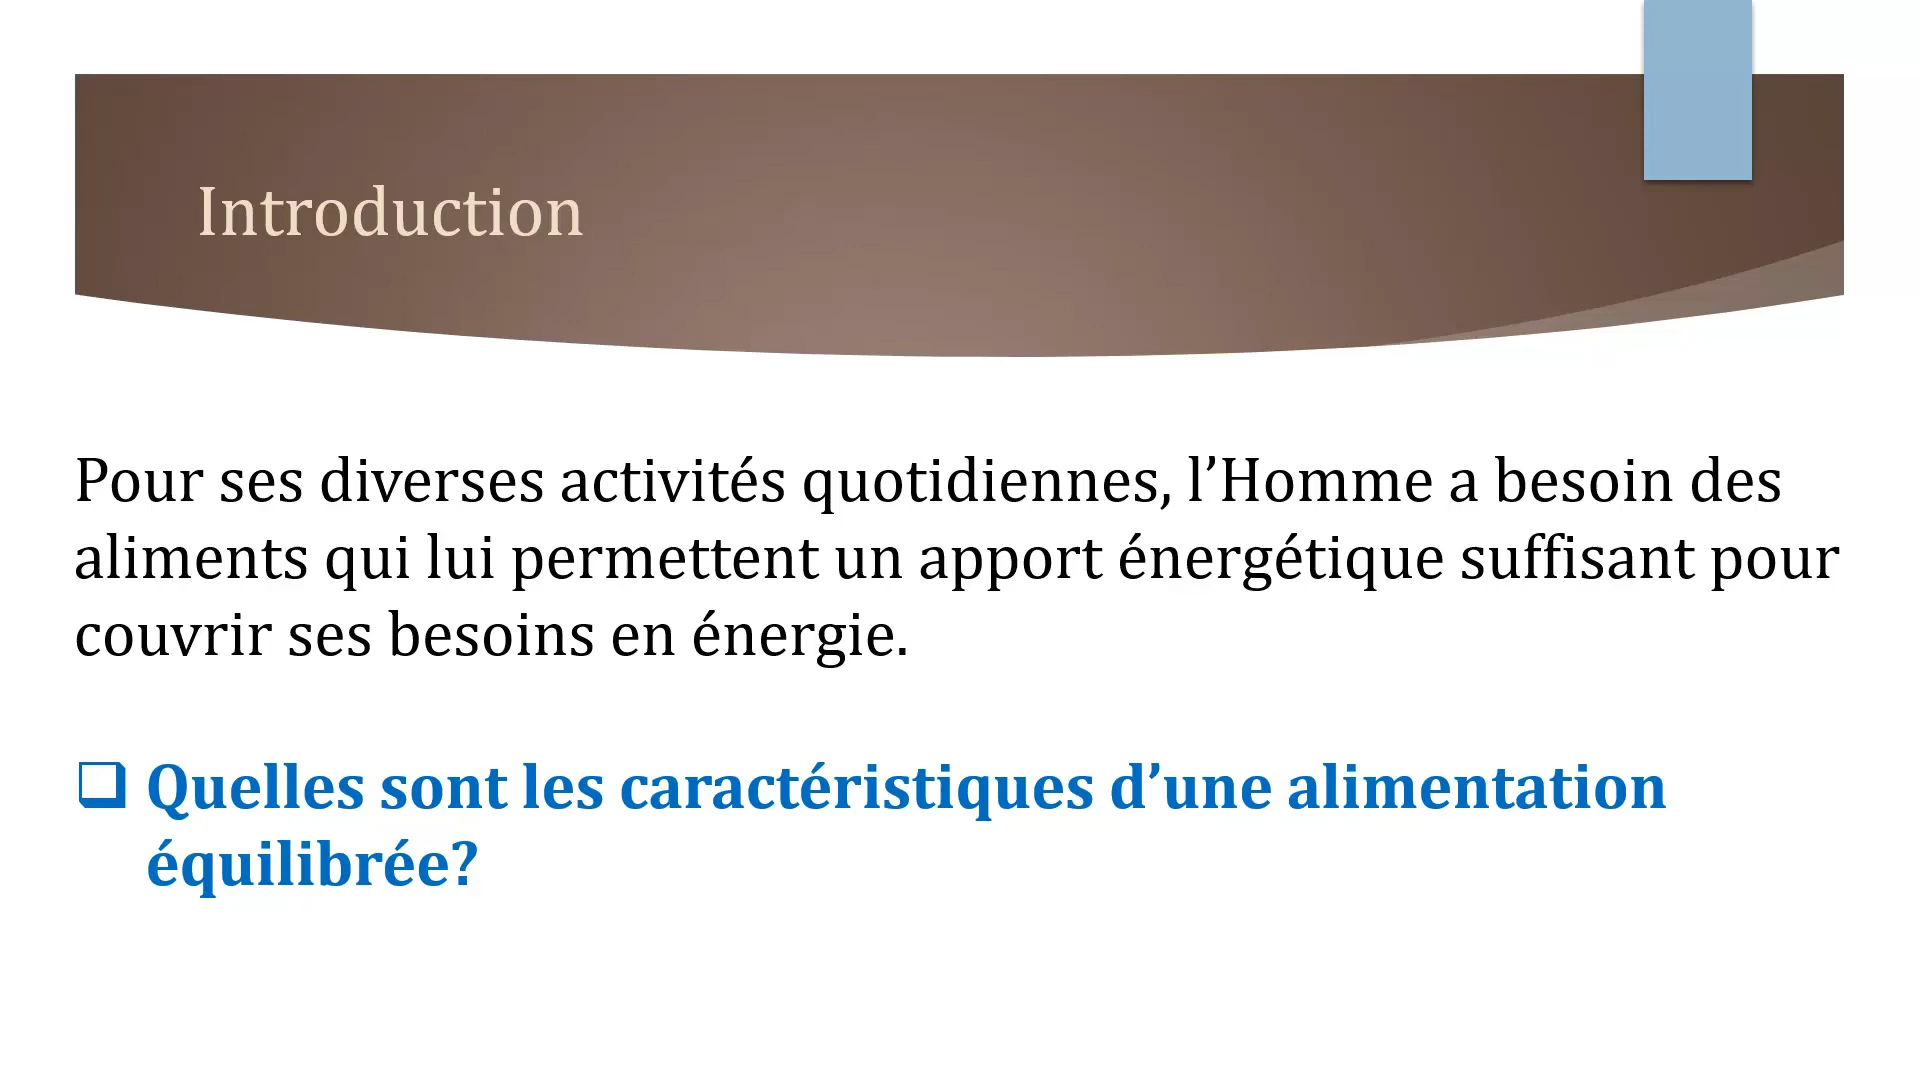 Introduction
Pour ses diverses activités quotidiennes, l’Homme a besoin des
aliments qui lui permettent un apport énergétique suffisant pour
couvrir ses besoins en énergie.
❑ Quelles sont les caractéristiques d’une alimentation
équilibrée?